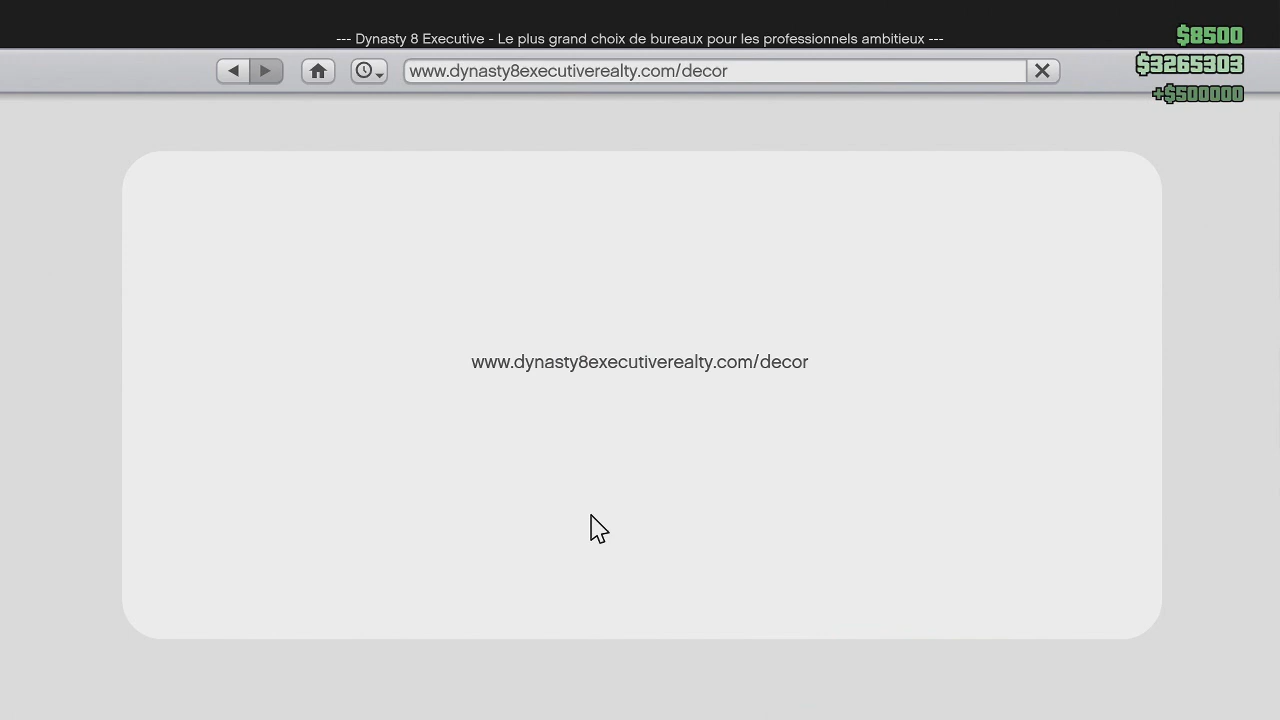 --- Dynasty 8 Executive - Le plus grand choix de bureaux pour les professionnels ambitieux ---
$8500
www.dynasty8executiverealty.com/decor
$3265303
+$500000
www.dynasty8executiverealty.com/decor